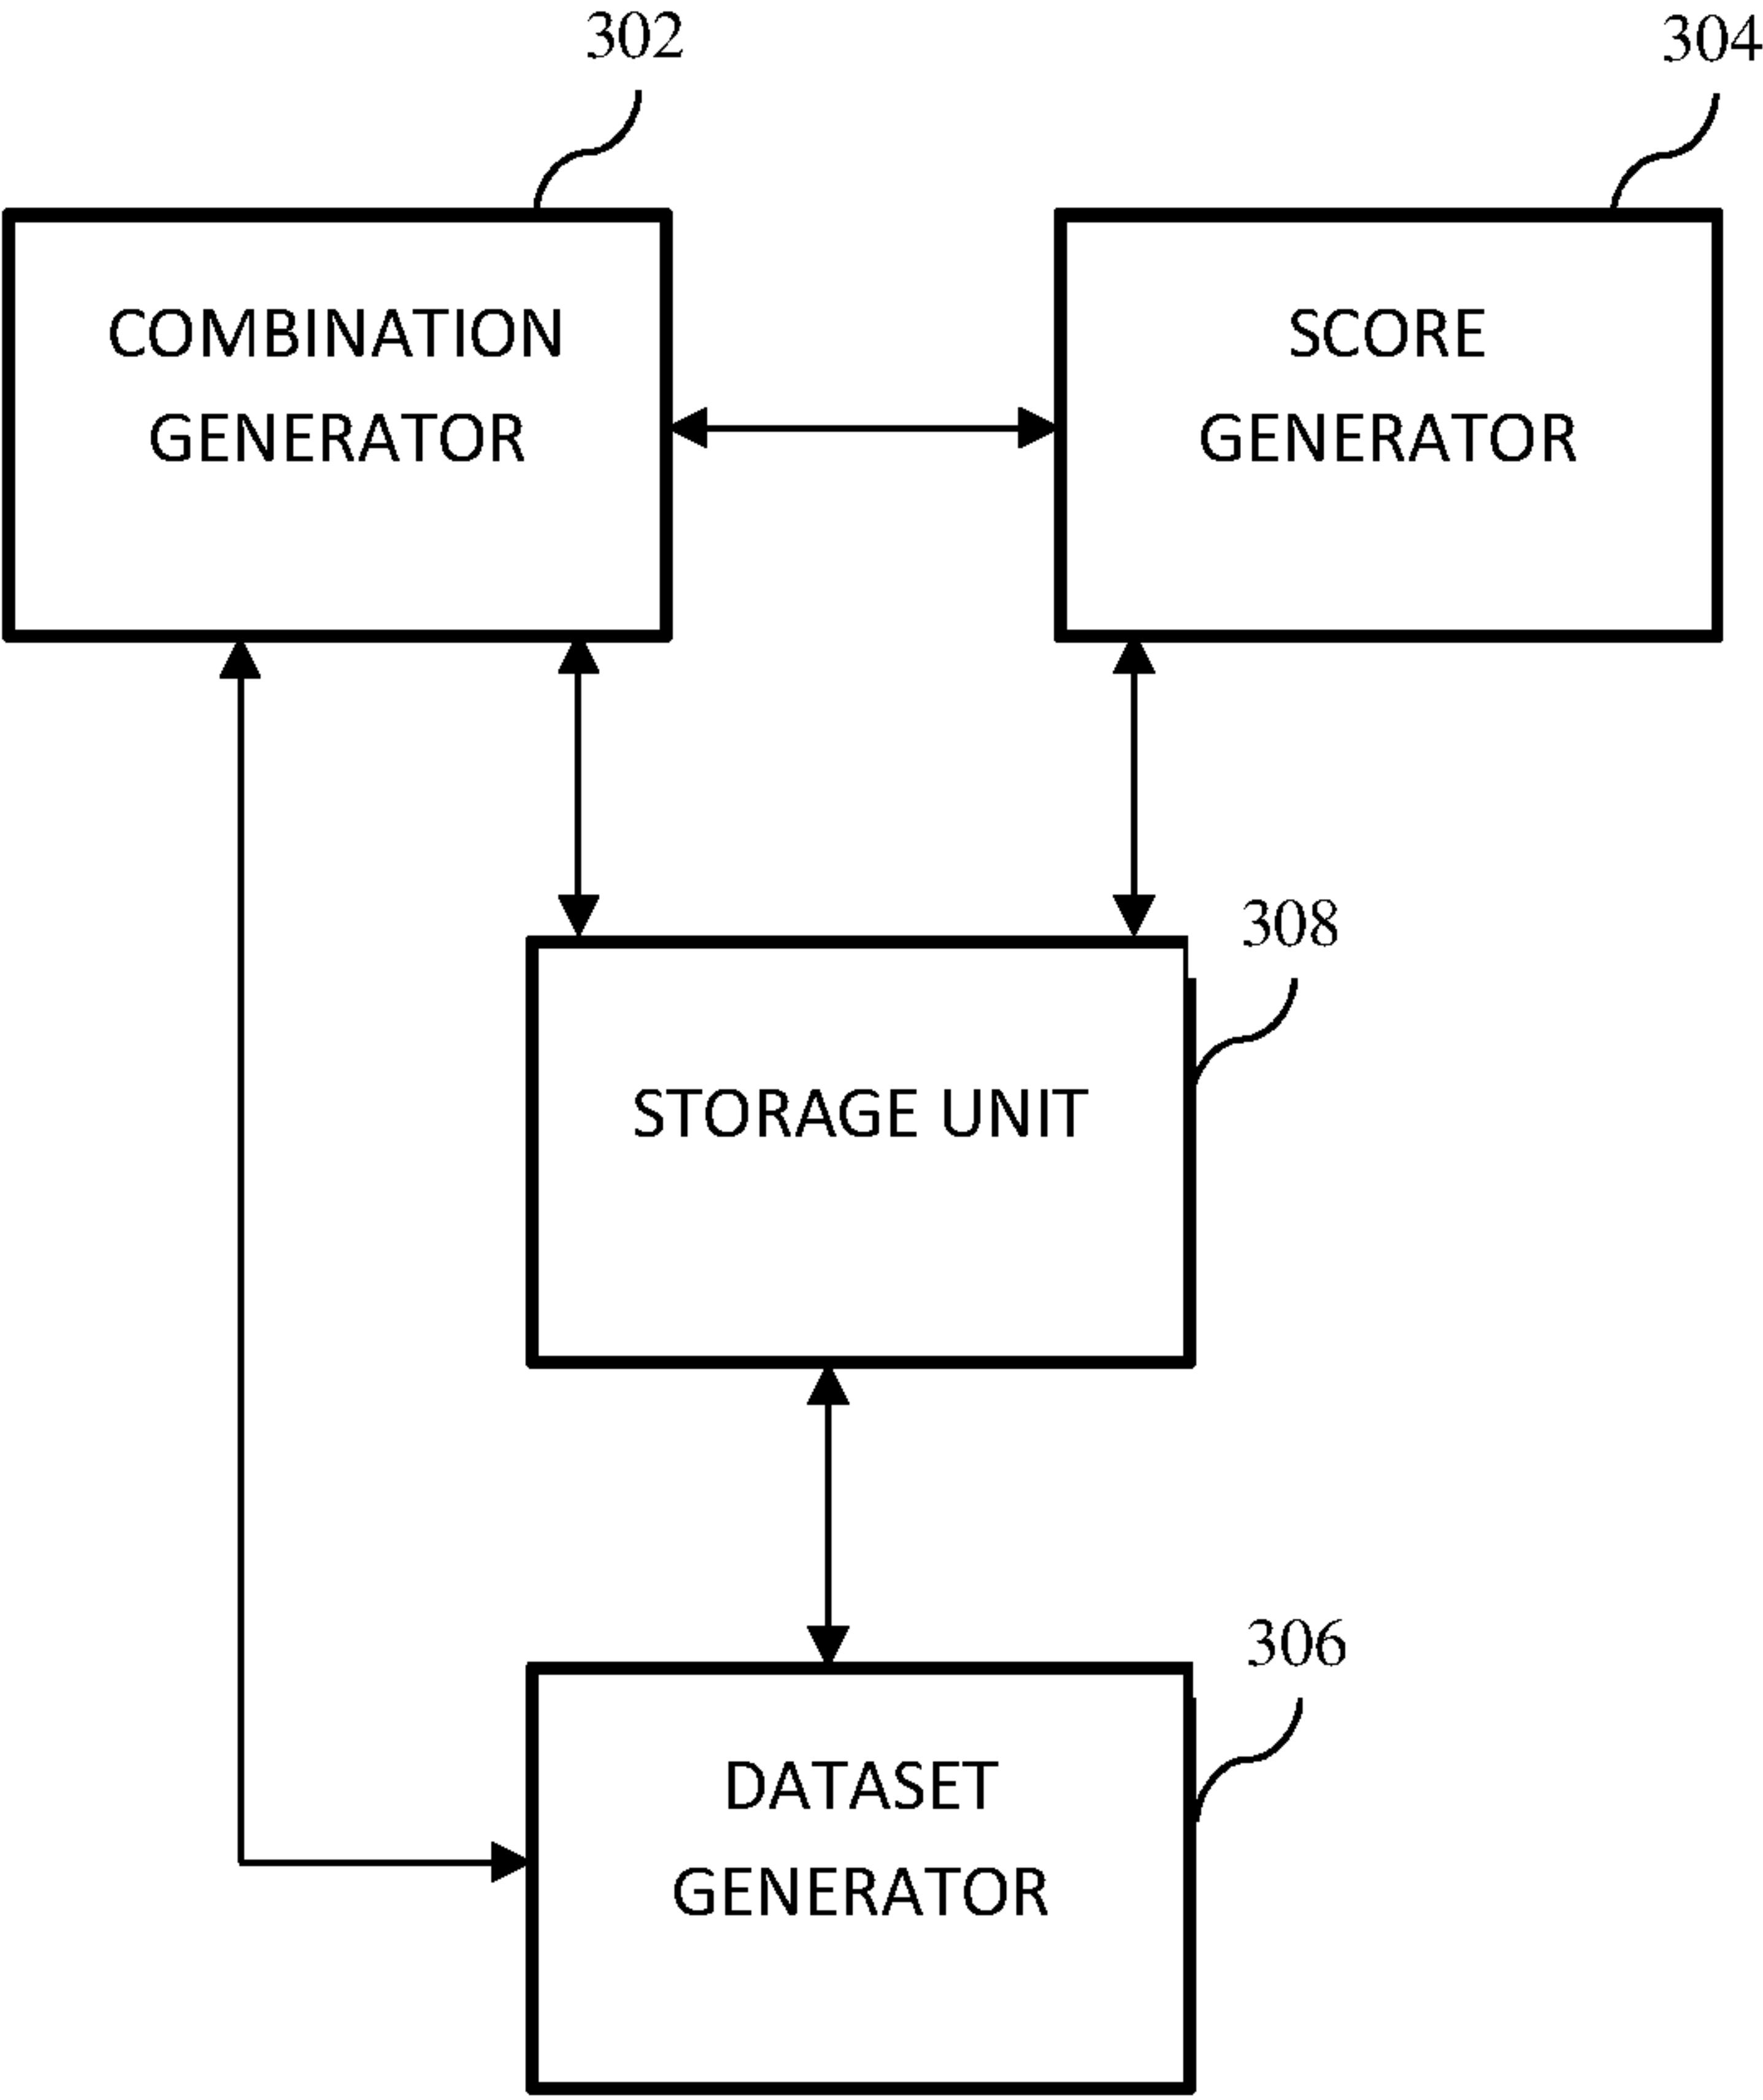 302
304
COMBINATION
GENERATOR
SCORE
GENERATOR
308
STORAGE UNIT
306
DATASET
GENERATOR